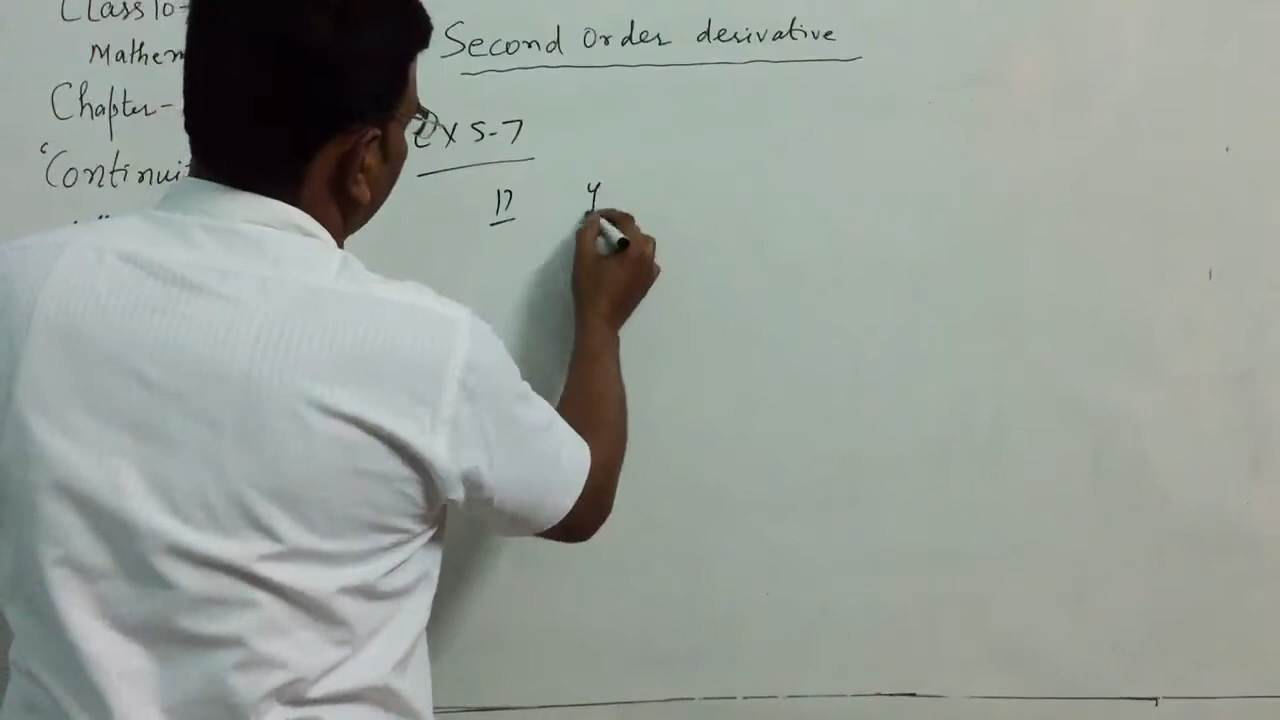 Class 10-
Second order derivative
Mathem
Chapter-
Ex 5-7
"Continui
17 y